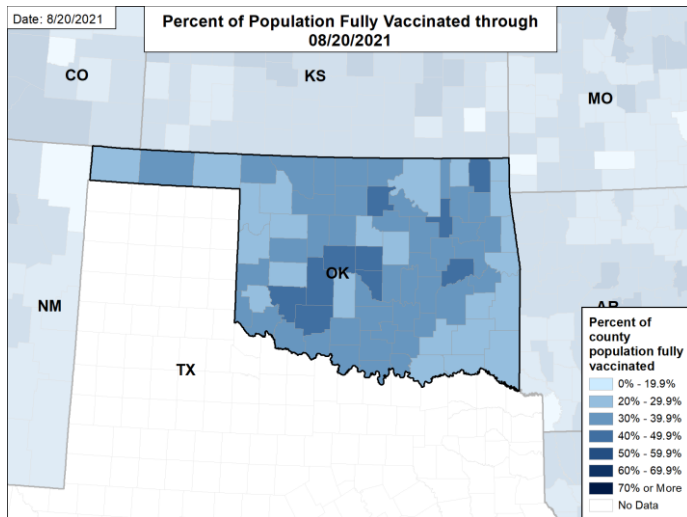 Date: 8/20/2021
Percent of Population Fully Vaccinated through
08/20/2021
CO
KS
MO
OK
AR
NM
TX
Percent of
county
population fully
vaccinated
0% - 19.9%
20% - 29.9%
30% - 39.9%
40% - 49.9%
50% - 59.9%
60% - 69.9%
70% or More
No Data